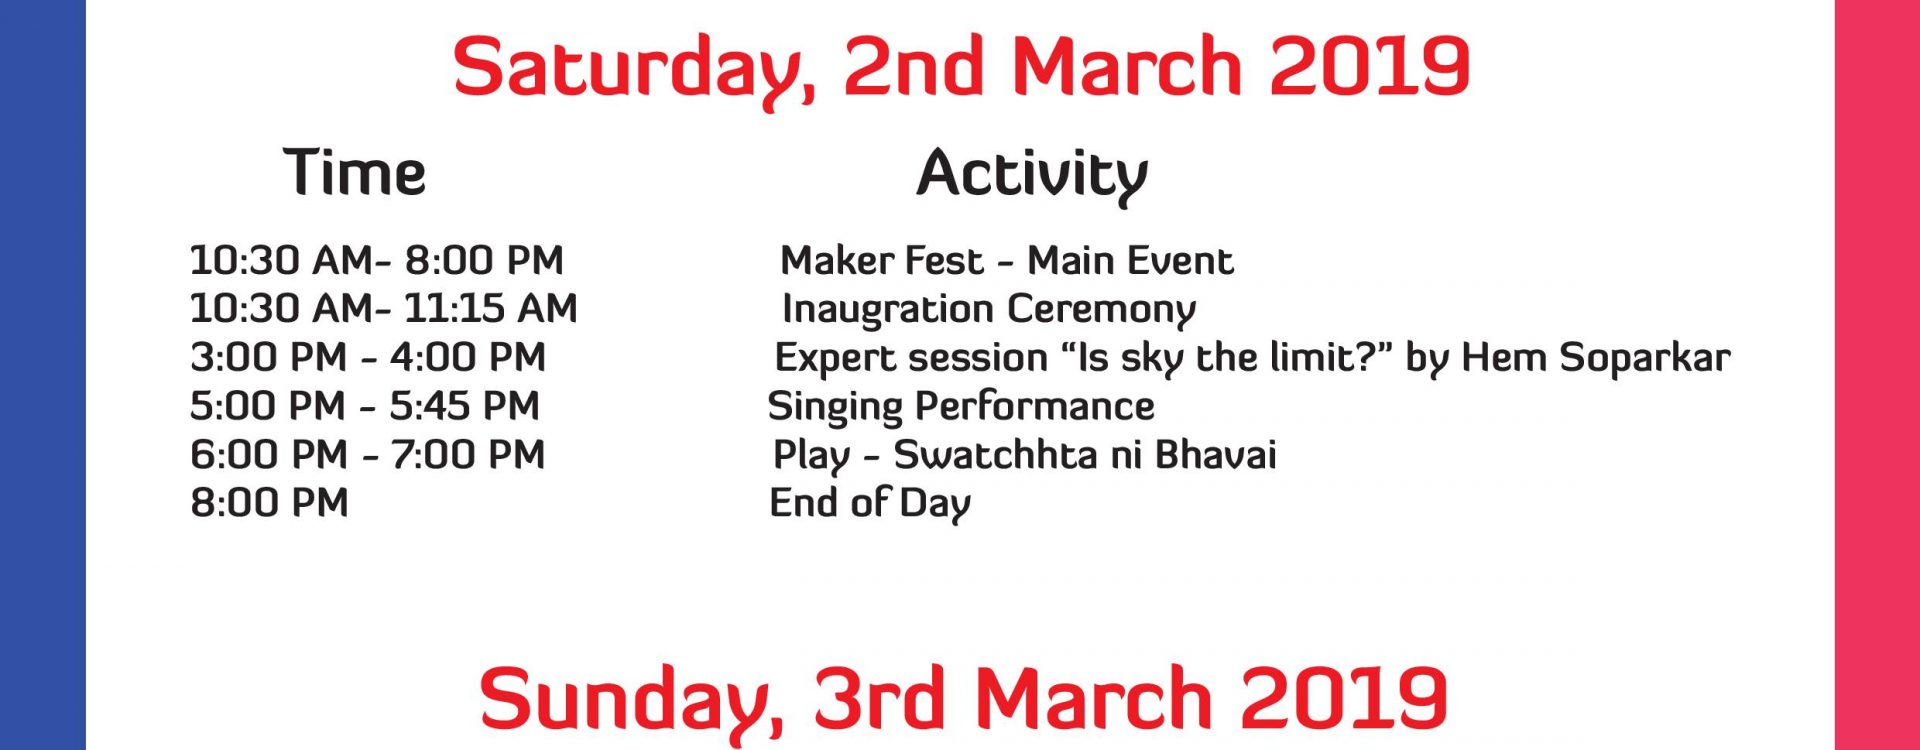 Saturday, 2nd March 2019
Time Activity
10:30 AM- 8:00 PM Maker Fest - Main Event
10:30 AM- 11:15 AM Inaugration Ceremony
3:00 PM - 4:00 PM Expert session “Is sky the limit?” by Hem Soparkar
5:00 PM - 5:45 PM Singing Performance
6:00 PM - 7:00 PM Play - Swatchhta ni Bhavai
8:00 PM End of Day
Sunday, 3rd March 2019